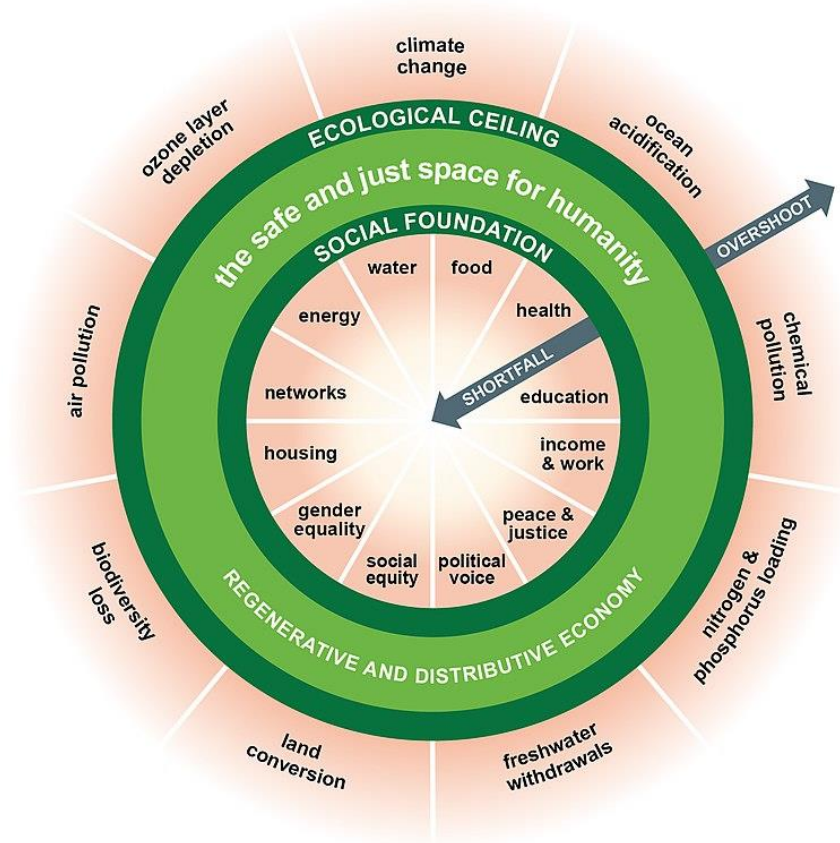 climate
change
ozone layer
depletion
ocean
acidification
ECOLOGICAL CEILING
the safe and just space for humanity
SOCIAL FOUNDATION
OVERSHOOT
water
food
energy
health
SHORTFALL
networks
education
housing
income
& work
gender
equality
peace &
justice
social
equity
political
voice
air pollution
chemical
pollution
REGENERATIVE AND DISTRIBUTIVE ECONOMY
biodiversity
loss
nitrogen &
phosphorus loading
land
conversion
freshwater
withdrawals